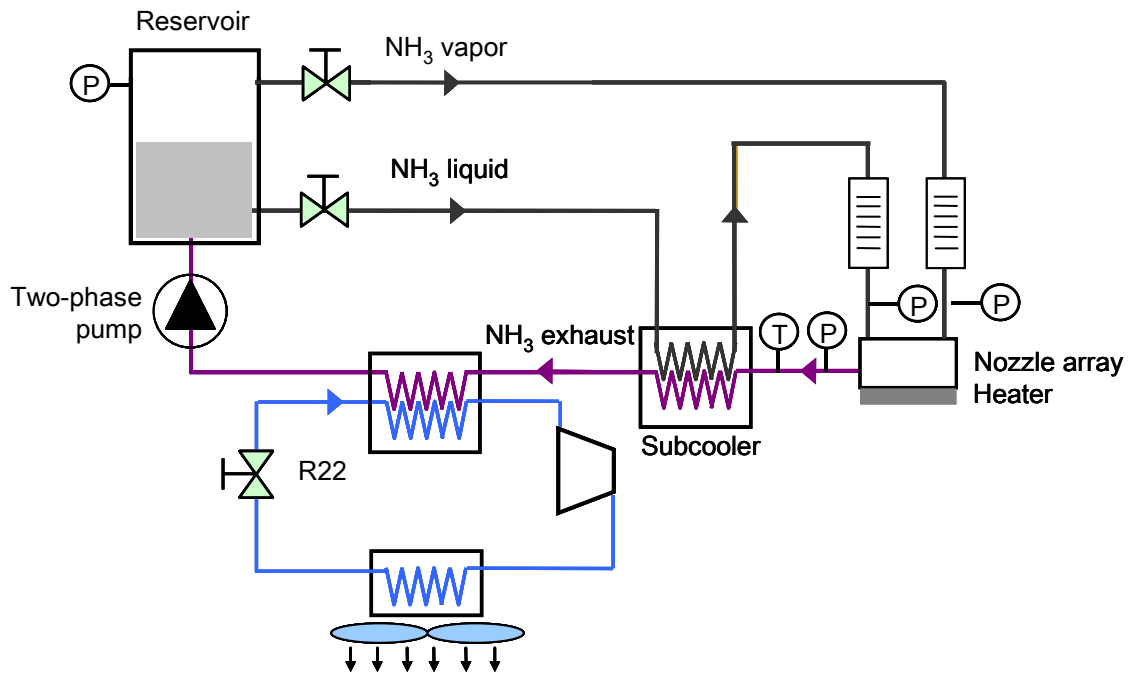 Reservoir
NH3 vapor
P
NH3 liquid
Two-phase
pump
P
P
NH3 exhaust
T
P
Nozzle array
Heater
Subcooler
R22